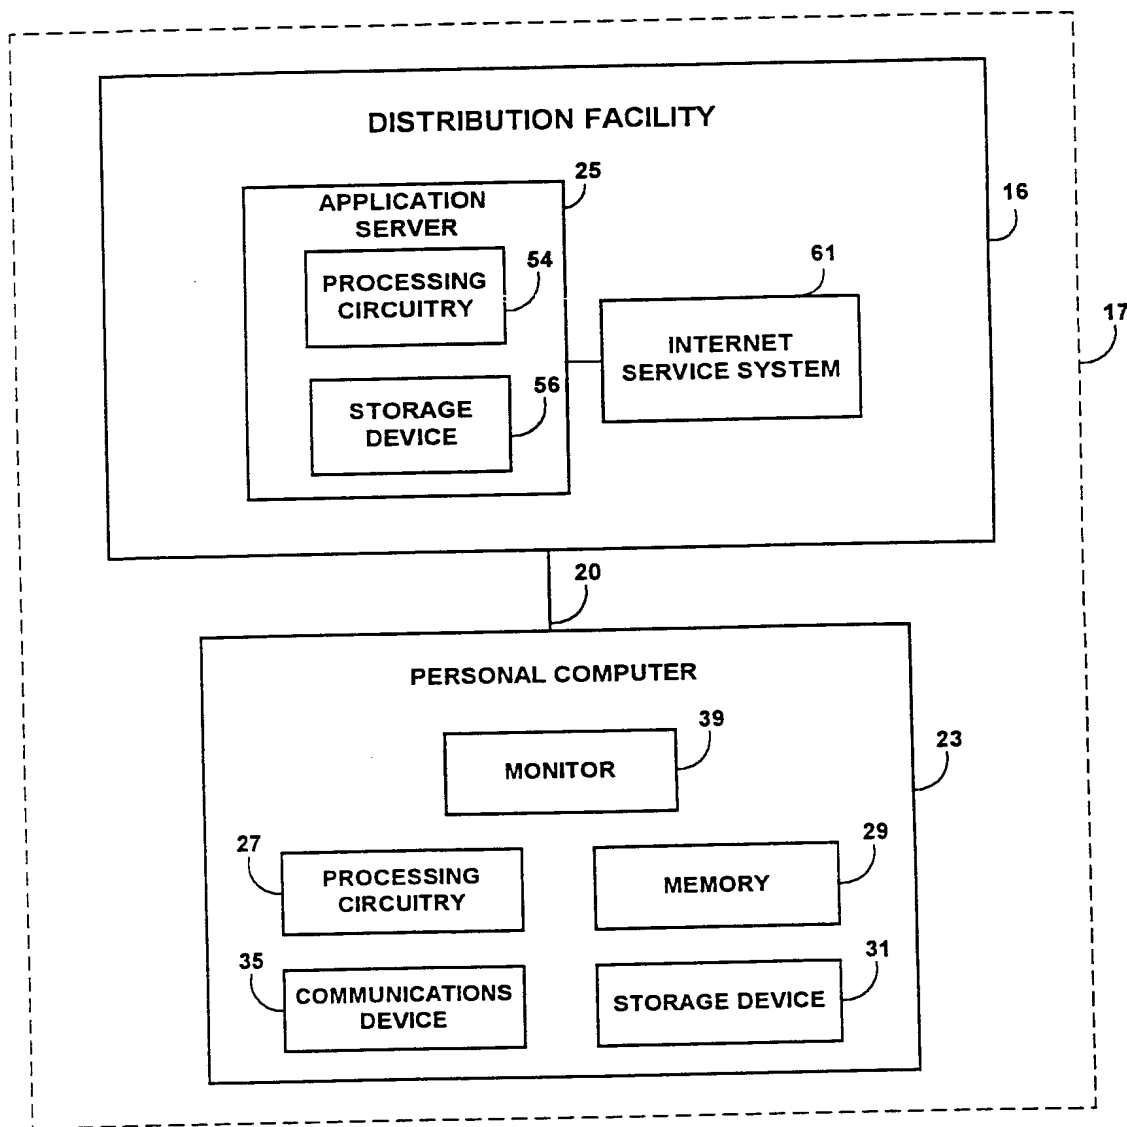 DISTRIBUTION FACILITY
25
APPLICATION
SERVER
16
54
PROCESSING
CIRCUITRY
61
INTERNET
SERVICE SYSTEM
17
56
STORAGE
DEVICE
20
PERSONAL COMPUTER
39
23
MONITOR
27
PROCESSING
CIRCUITRY
29
MEMORY
35
COMMUNICATIONS
DEVICE
31
STORAGE DEVICE